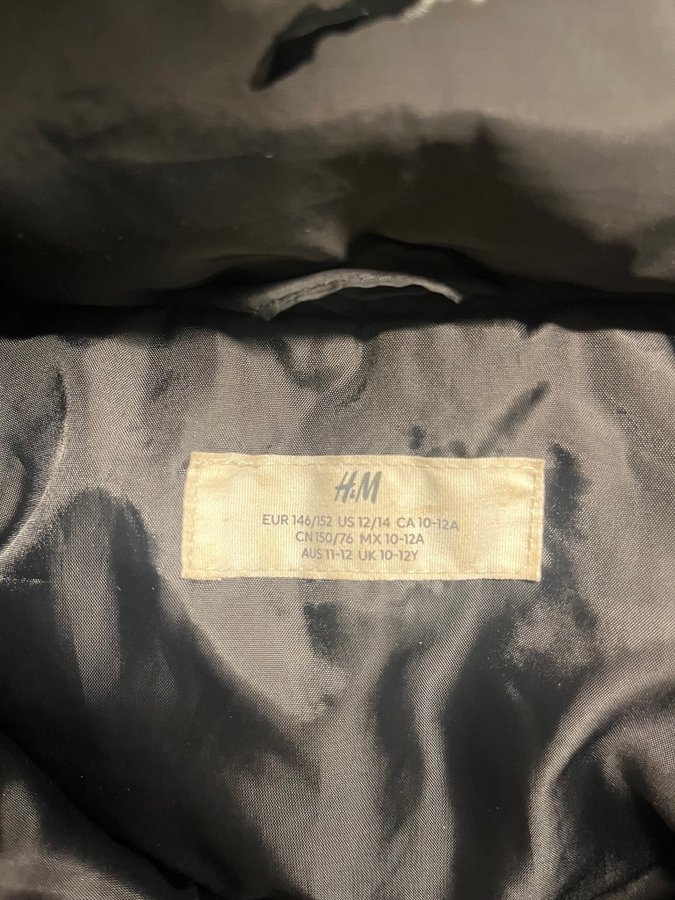 H&M
EUR 146/152 US 12/14 CA 10-12A
CN 150/76 MX 10-12A
AUS 11-12 UK 10-12Y